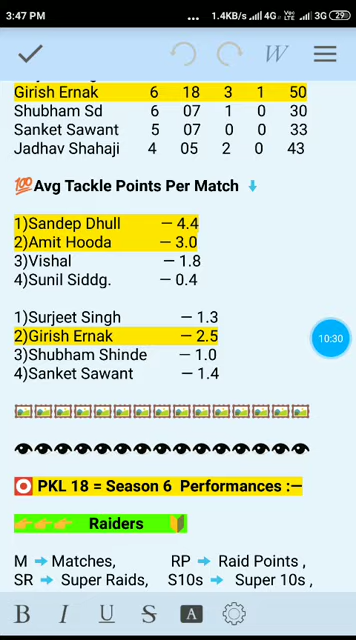 3:47 PM ... 1.4KB/s 4G Vo LTE 3G 29
W
Girish Ernak 6 18 3 1 50
Shubham Sd 6 07 1 0 30
Sanket Sawant 5 07 0 0 33
Jadhav Shahaji 4 05 2 0 43
💯Avg Tackle Points Per Match ⬇
1)Sandep Dhull – 4.4
2)Amit Hooda – 3.0
3)Vishal – 1.8
4)Sunil Siddg. – 0.4
1)Surjeet Singh – 1.3
2)Girish Ernak – 2.5
10:30
3)Shubham Shinde – 1.0
4)Sanket Sawant – 1.4
⭕ PKL 18 = Season 6 Performances :–
👉👉👉 Raiders 🔰
M ➡ Matches, RP ➡ Raid Points ,
SR ➡ Super Raids, S10s ➡ Super 10s ,
B I U S A